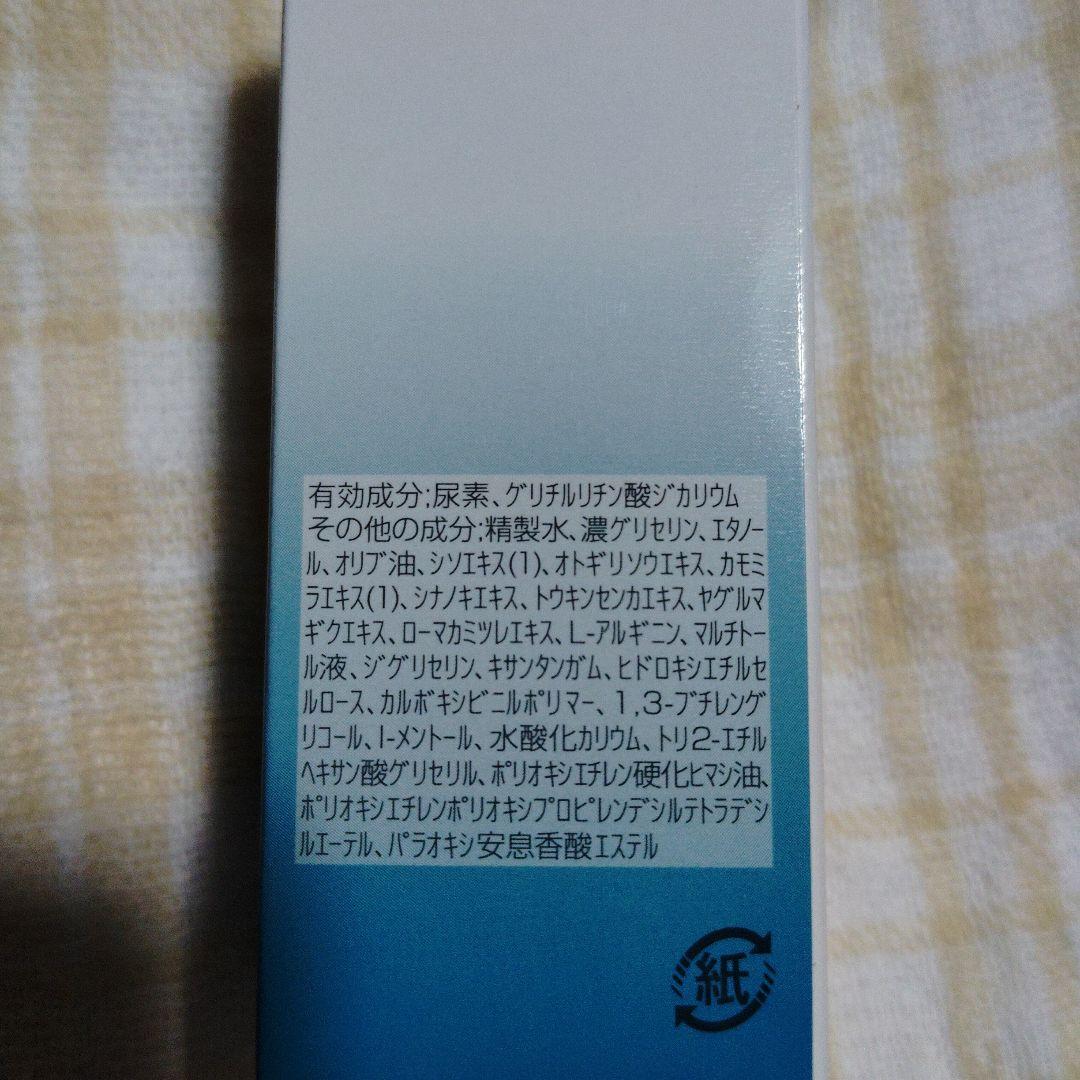 有効成分;尿素、グリチルリチン酸ジカリウム
その他の成分;精製水、濃グリセリン、エタノー
ル、オリブ油、シソエキス(1)、オトギリソウエキス、カモミ
ラエキス(1)、シナノキエキス、トウキンセンカエキス、ヤグルマ
ギクエキス、ローマカミツレエキス、L-アルギニン、マルチトー
ル液、ジグリセリン、キサンタンガム、ヒドロキシエチルセ
ルロース、カルボキシビニルポリマー、1,3-ブチレング
リコール、l-メントール、水酸化カリウム、トリ2-エチル
ヘキサン酸グリセリル、ポリオキシエチレン硬化ヒマシ油、
ポリオキシエチレンポリオキシプロピレンデシルテトラデシ
ルエーテル、パラオキシ安息香酸エステル
紙